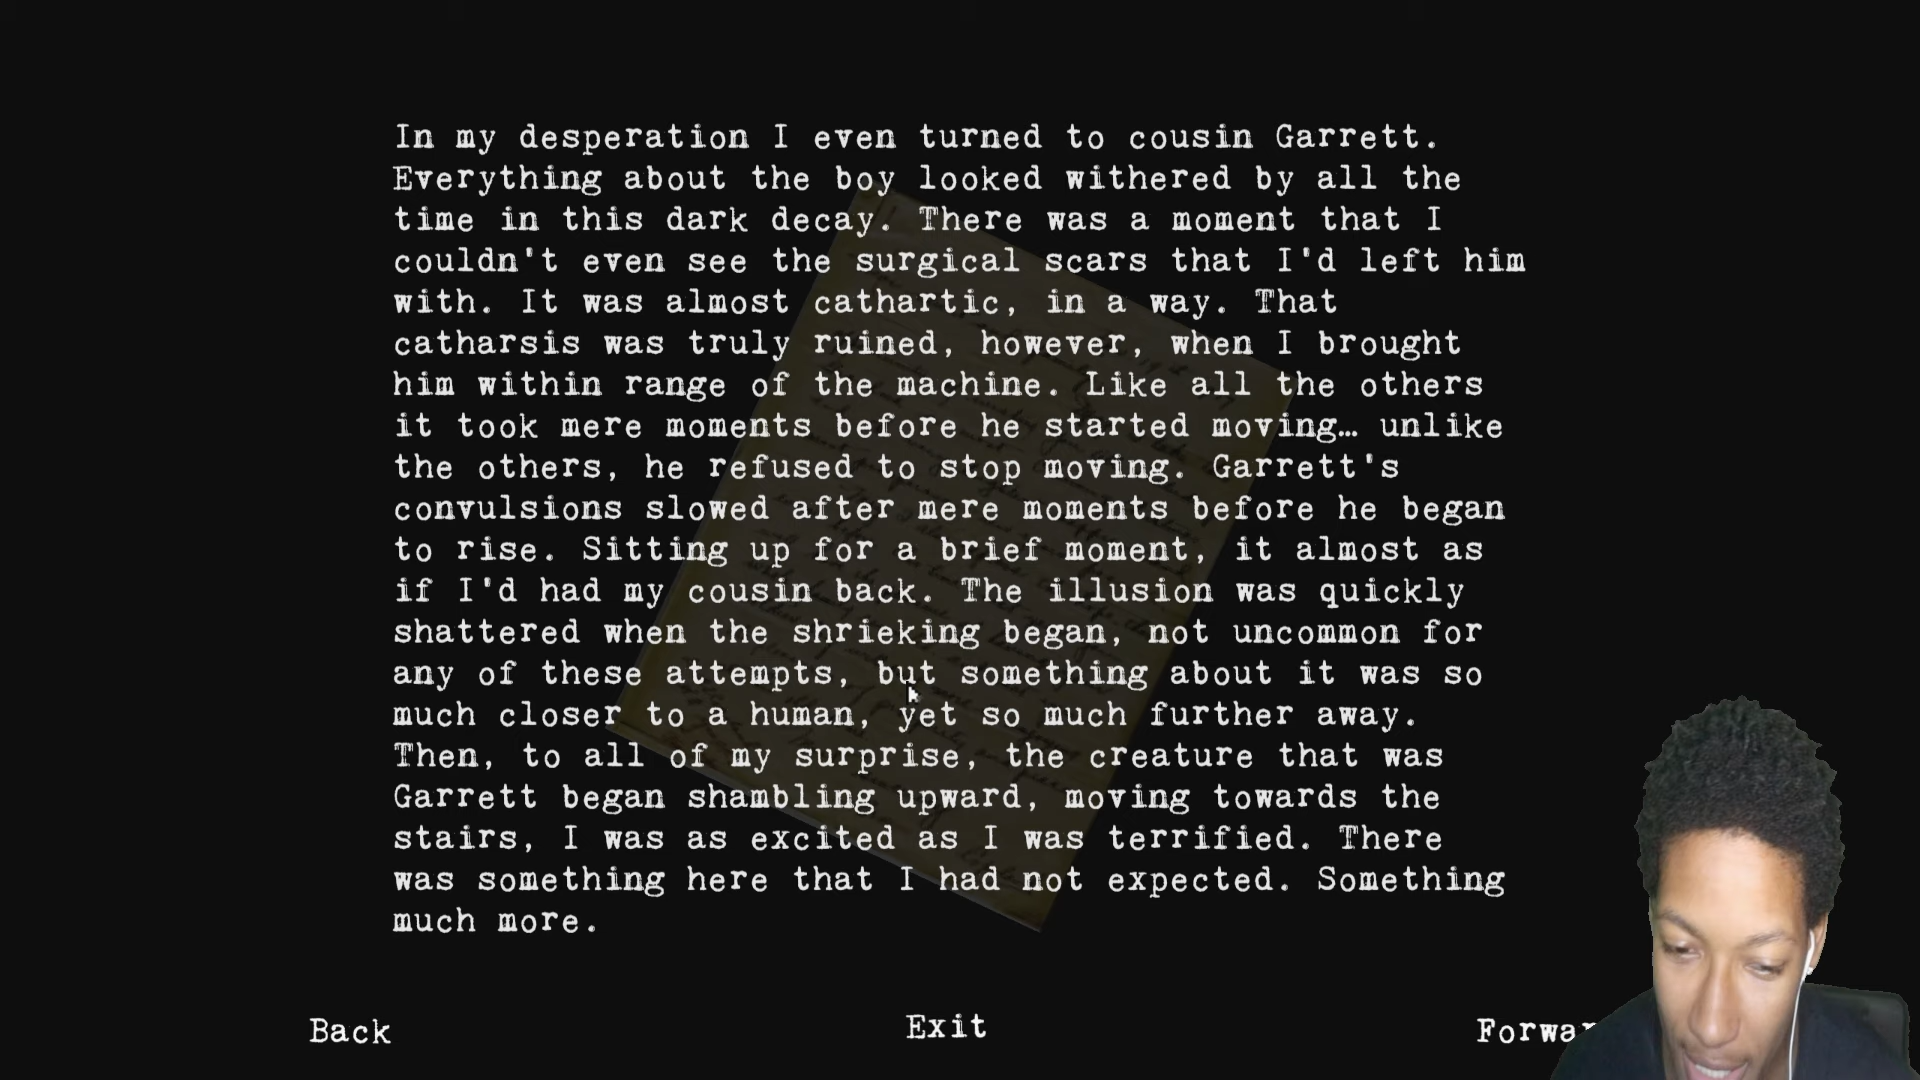 In my desperation I even turned to cousin Garrett.
Everything about the boy looked withered by all the
time in this dark decay. There was a moment that I
couldn't even see the surgical scars that I'd left him
with. It was almost cathartic, in a way. That
catharsis was truly ruined, however, when I brought
him within range of the machine. Like all the others
it took mere moments before he started moving… unlike
the others, he refused to stop moving. Garrett's
convulsions slowed after mere moments before he began
to rise. Sitting up for a brief moment, it almost as
if I'd had my cousin back. The illusion was quickly
shattered when the shrieking began, not uncommon for
any of these attempts, but something about it was so
much closer to a human, yet so much further away.
Then, to all of my surprise, the creature that was
Garrett began shambling upward, moving towards the
stairs, I was as excited as I was terrified. There
was something here that I had not expected. Something
much more.
Back
Exit